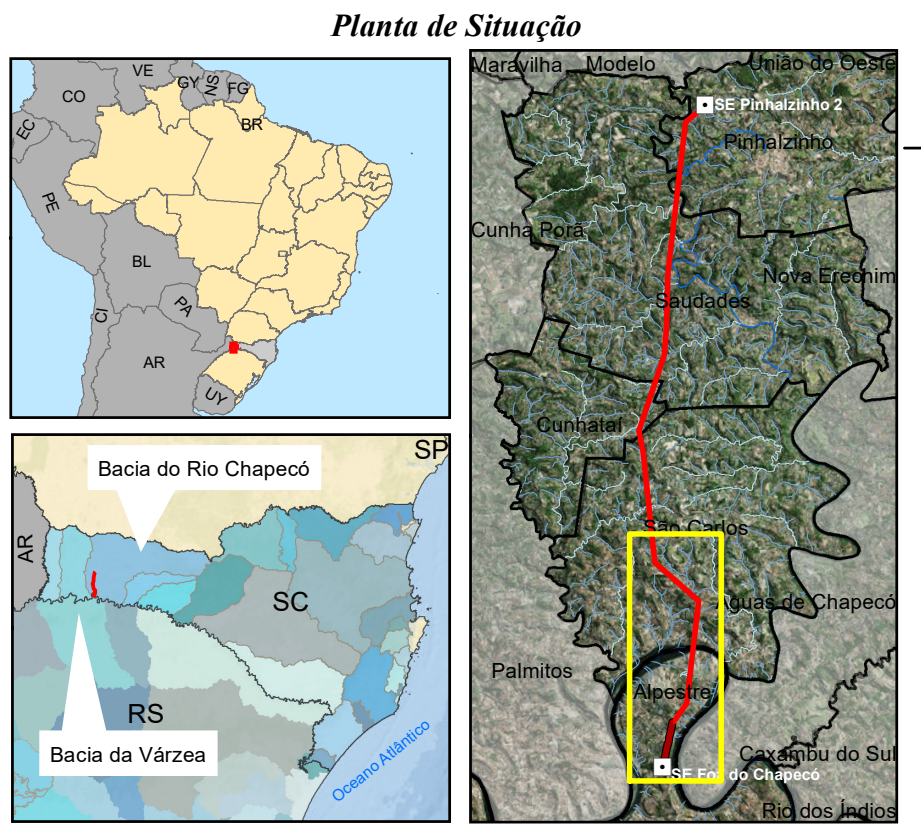 Planta de Situação
VE
GY
NS
FG
CO
BR
EC
PE
BL
PA
CI
AR
UY
SP
Bacia do Rio Chapecó
AR
SC
RS
Bacia da Várzea
Oceano Atlântico
Maravilha
Modelo
União do Oeste
SE Pinhalzinho 2
Pinhalzinho
Cunha Porã
Nova Erechim
Saudades
Cunhataí
São Carlos
Águas de Chapecó
Palmitos
Alpestre
Caxambu do Sul
SE Foz do Chapecó
Rio dos Índios